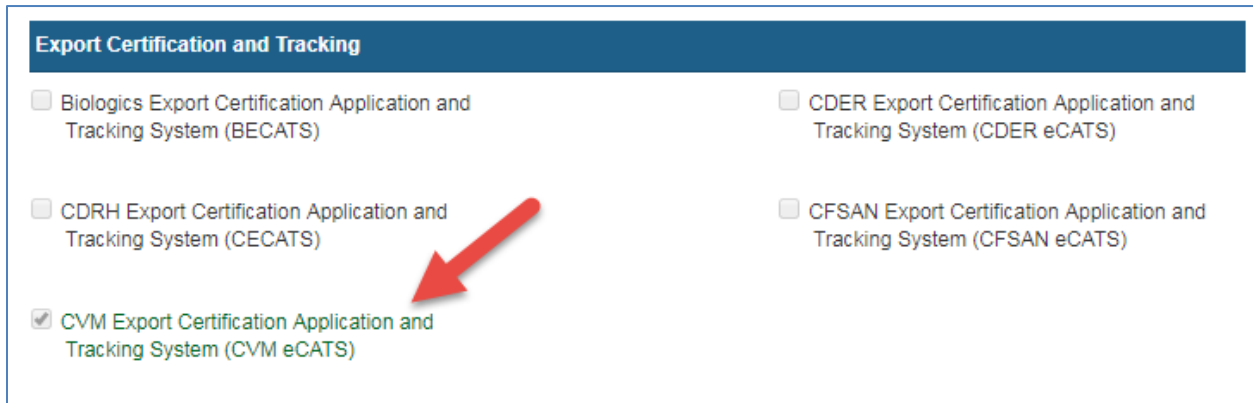 Export Certification and Tracking
Biologics Export Certification Application and
Tracking System (BECATS)
CDER Export Certification Application and
Tracking System (CDER eCATS)
CDRH Export Certification Application and
Tracking System (CECATS)
CFSAN Export Certification Application and
Tracking System (CFSAN eCATS)
CVM Export Certification Application and
Tracking System (CVM eCATS)